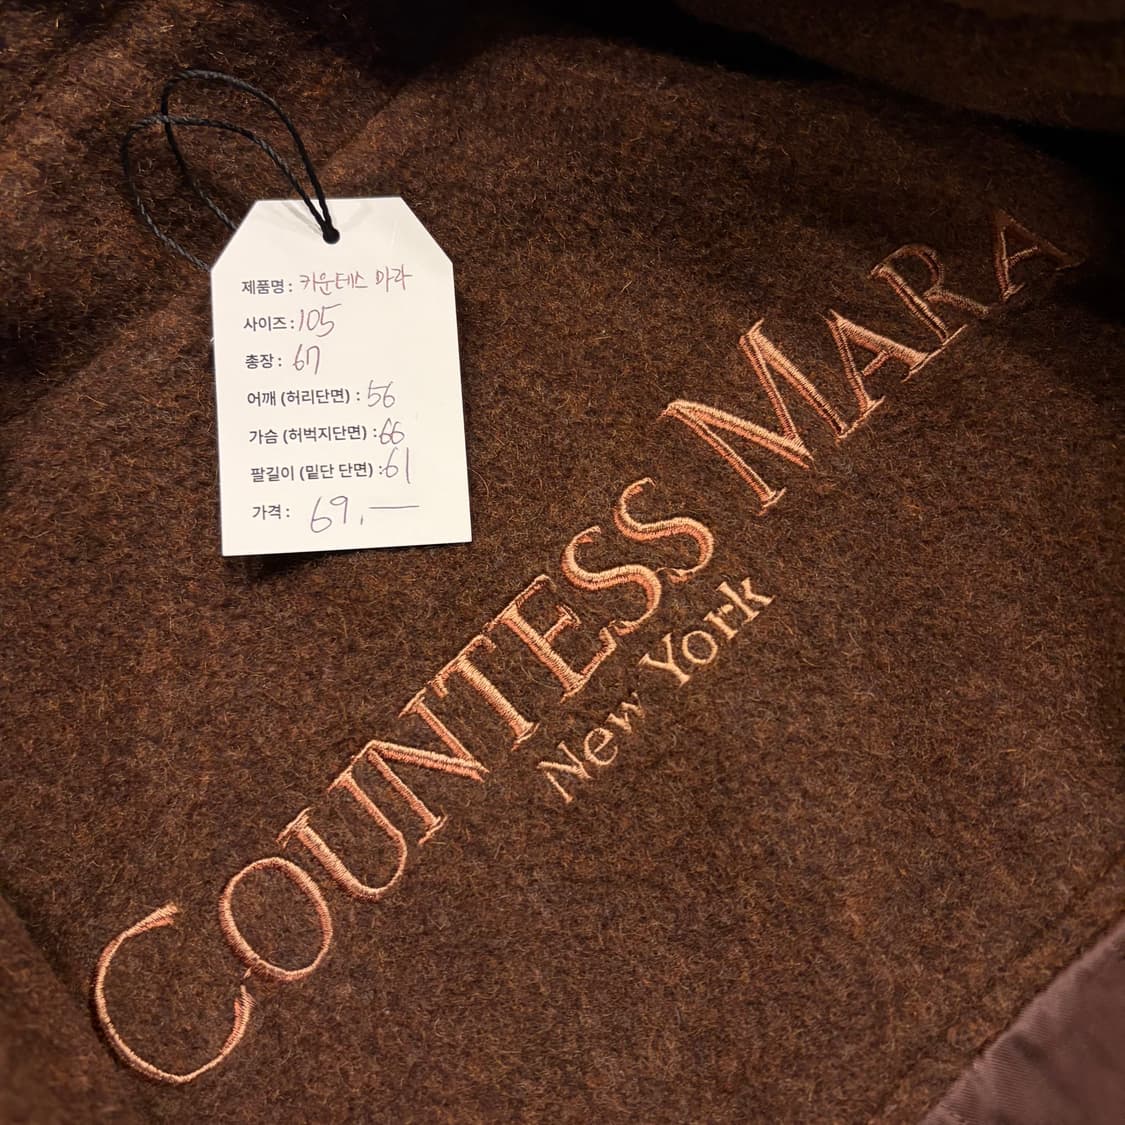 제품명 : 카운테스 마라
사이즈 : 105
총장 : 67
어깨 (허리단면) : 56
가슴 (허벅지단면) : 66
팔길이 (밑단 단면) : 61
가격 : 69.—
COUNTESS MARA
New York